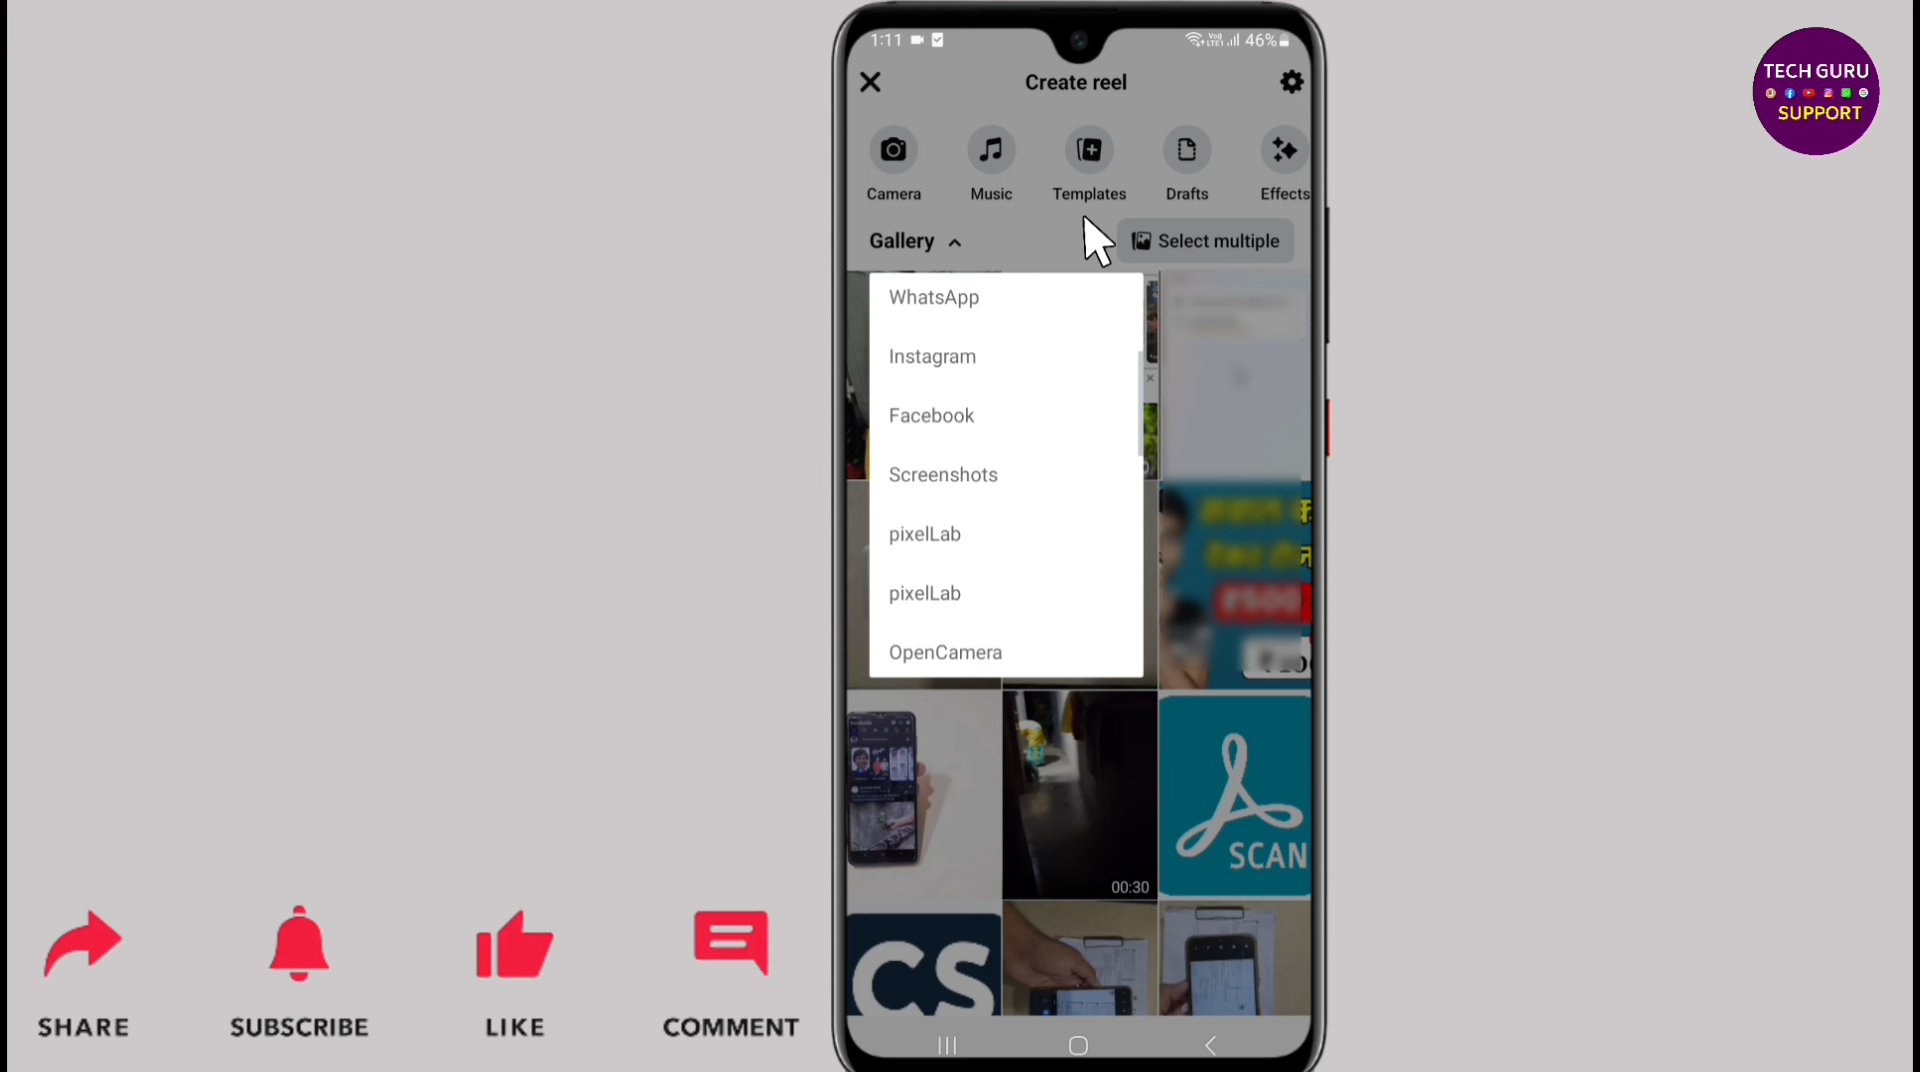 1:11
46%
TECH GURU
SUPPORT
Create reel
Camera
Music
Templates
Drafts
Effects
Gallery
Select multiple
WhatsApp
Instagram
Facebook
Screenshots
pixelLab
pixelLab
OpenCamera
00:30
SCAN
CS
SHARE
SUBSCRIBE
LIKE
COMMENT